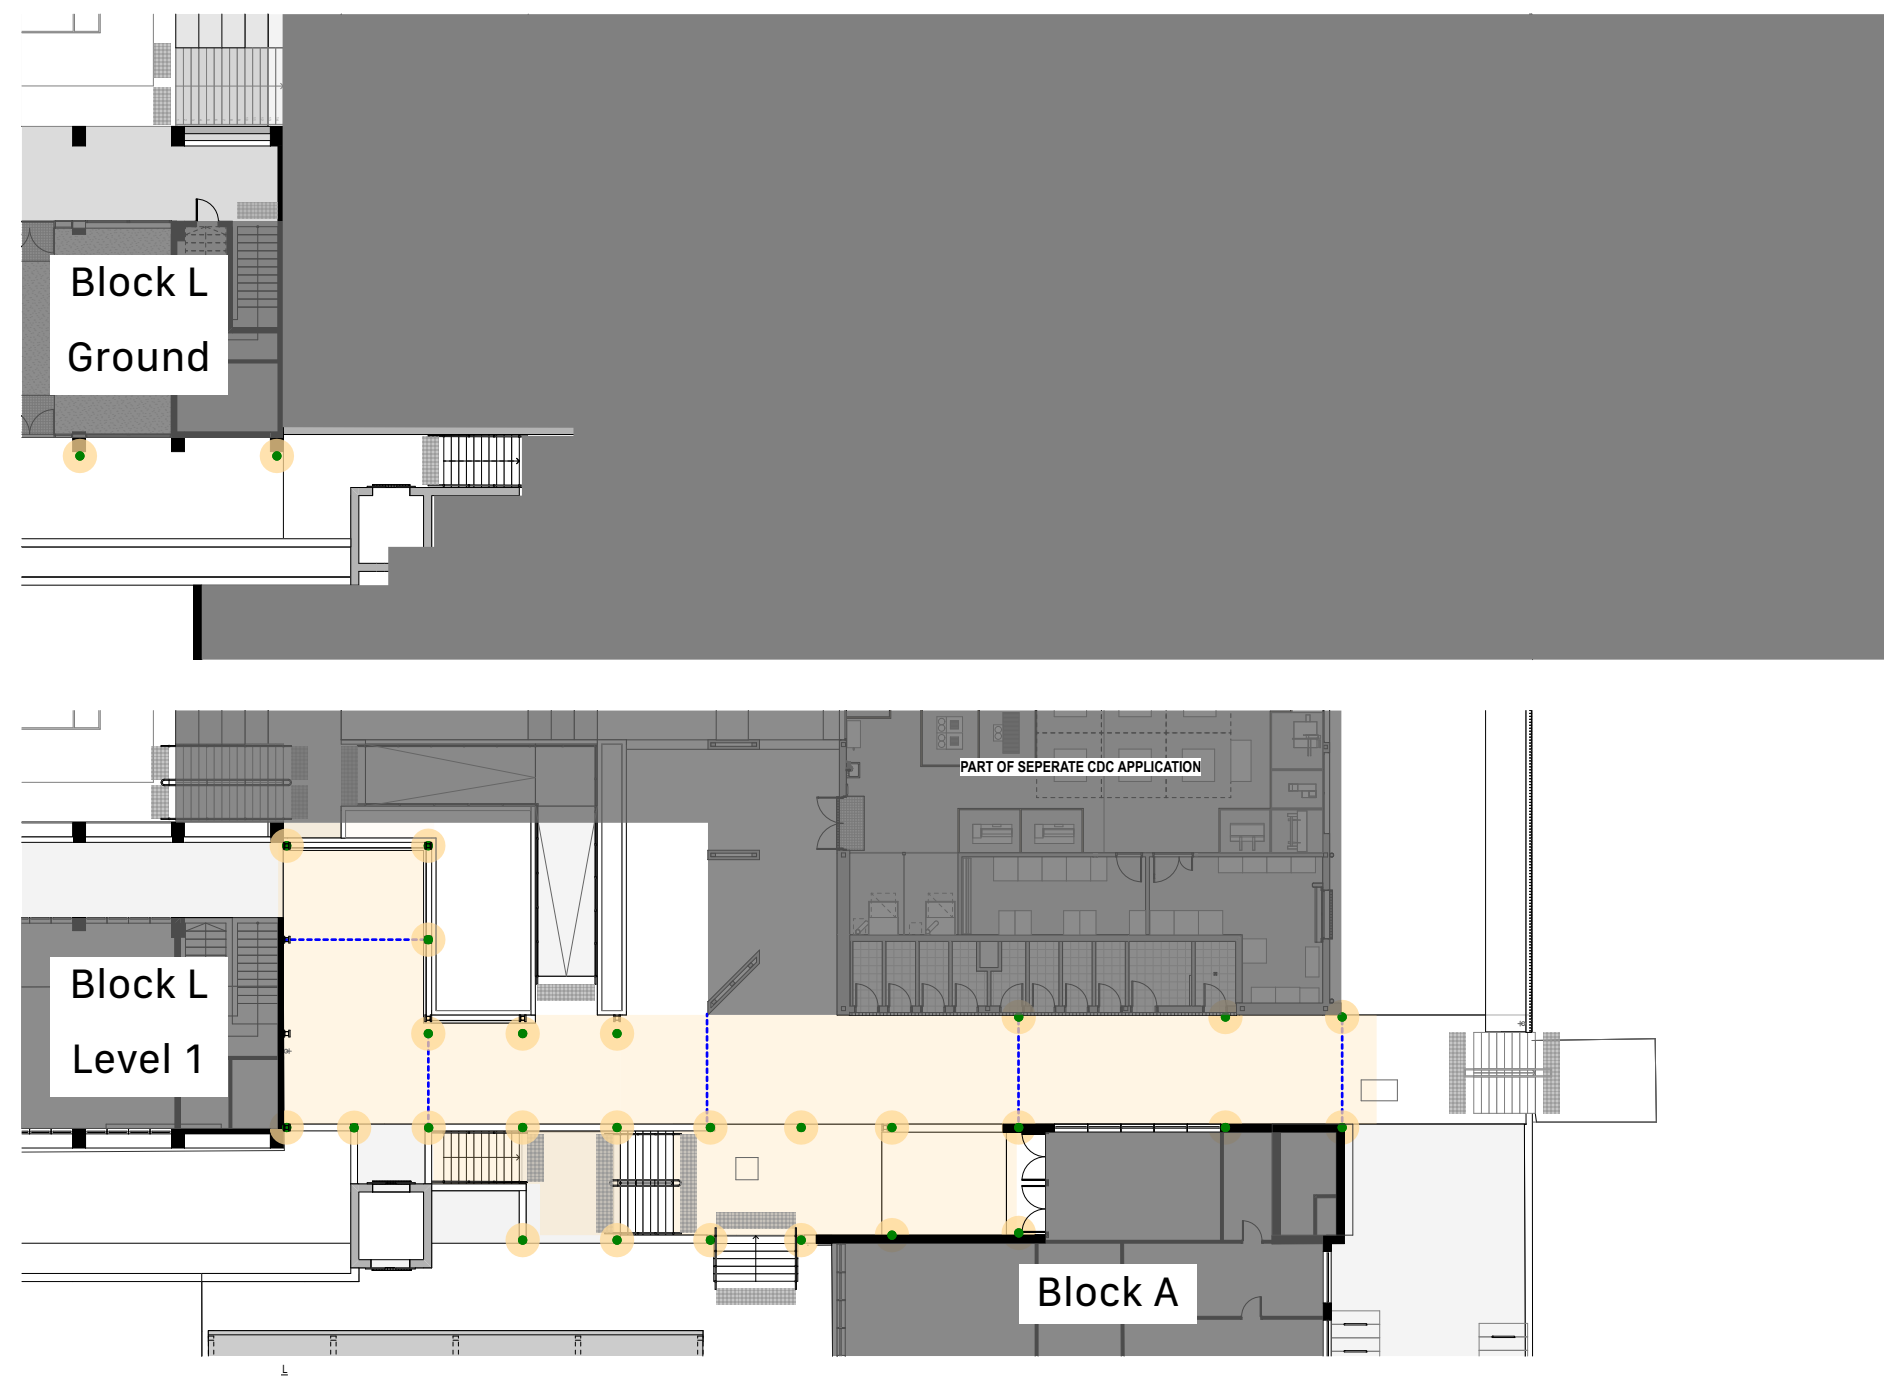 Block L
Ground
PART OF SEPERATE CDC APPLICATION
Block L
Level 1
Block A
L